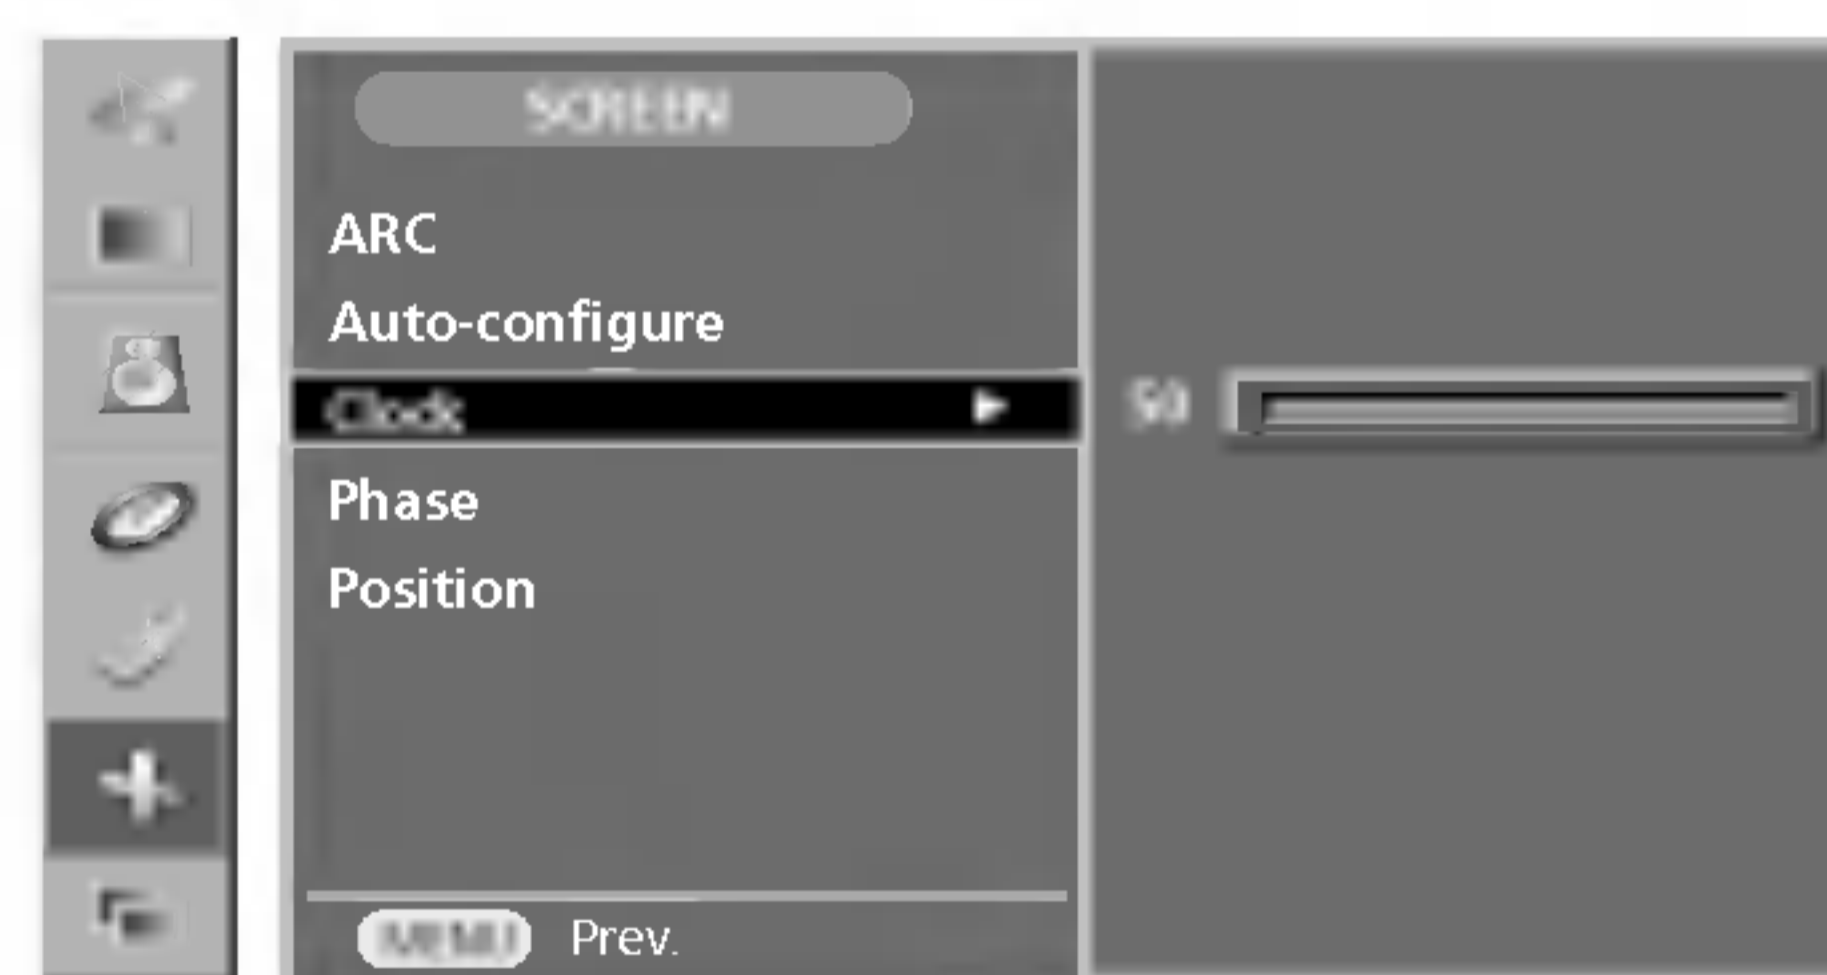 SCREEN
ARC
Auto-configure
Clock
50
Phase
Position
MENU Prev.